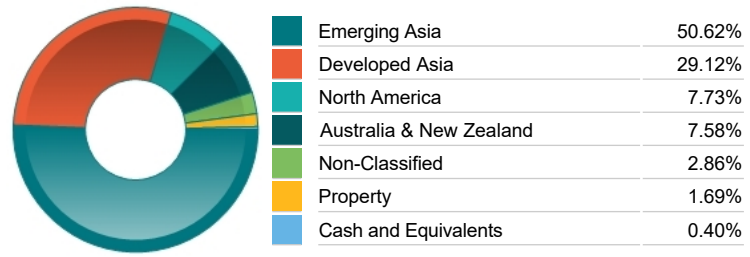 Emerging Asia 50.62%
Developed Asia 29.12%
North America 7.73%
Australia & New Zealand 7.58%
Non-Classified 2.86%
Property 1.69%
Cash and Equivalents 0.40%